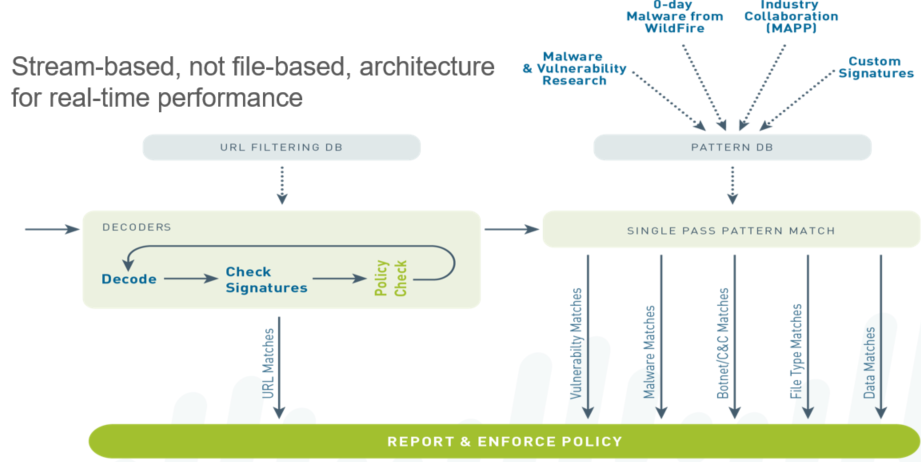 0-day
Malware from
WildFire
Industry
Collaboration
(MAPP)
Stream-based, not file-based, architecture
for real-time performance
Malware
& Vulnerability
Research
Custom
Signatures
URL FILTERING DB
PATTERN DB
DECODERS
Decode
Check
Signatures
Policy
Check
SINGLE PASS PATTERN MATCH
URL Matches
Vulnerabilty Matches
Malware Matches
Botnet/C&C Matches
File Type Matches
Data Matches
REPORT & ENFORCE POLICY